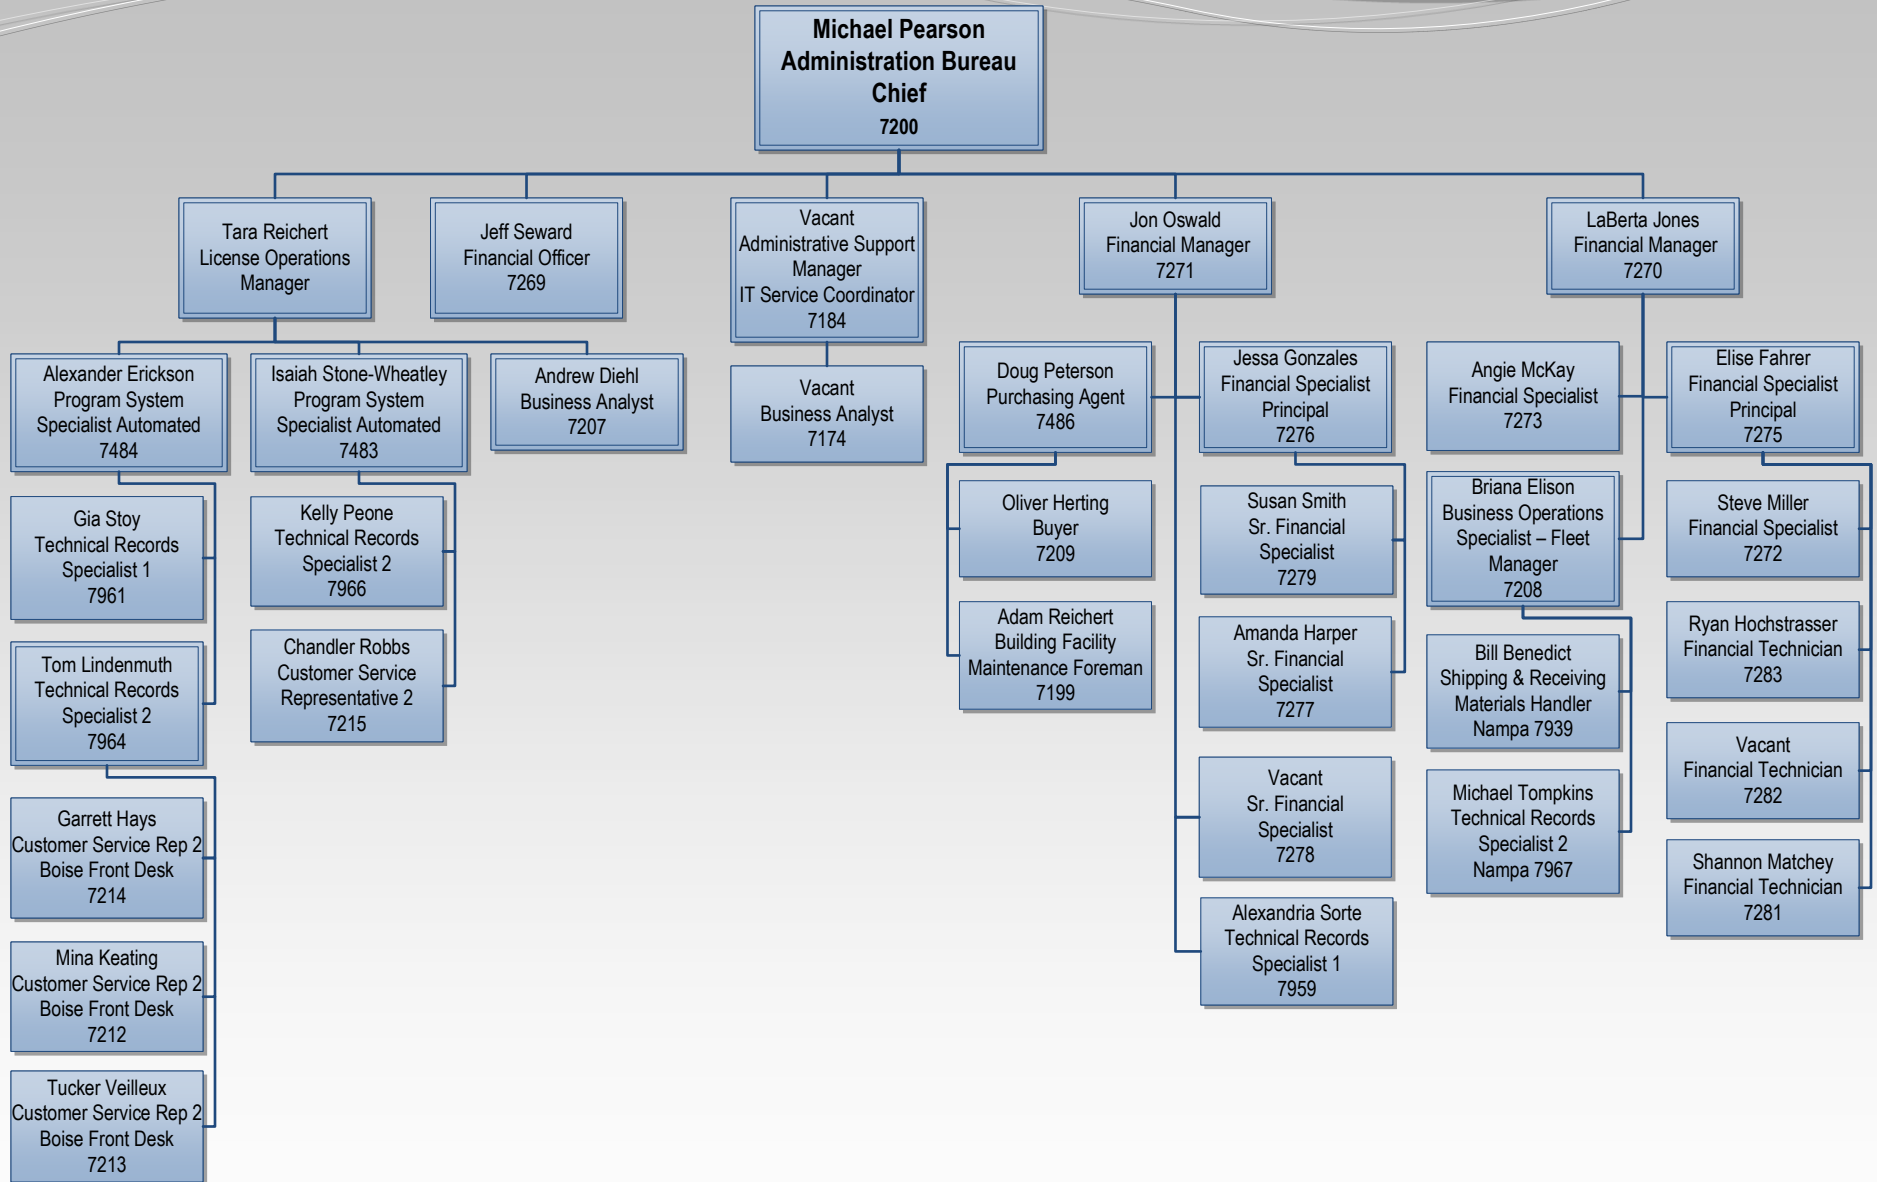 Michael Pearson
Administration Bureau
Chief
7200
Tara Reichert
License Operations
Manager
Jeff Seward
Financial Officer
7269
Vacant
Administrative Support
Manager
IT Service Coordinator
7184
Jon Oswald
Financial Manager
7271
LaBerta Jones
Financial Manager
7270
Alexander Erickson
Program System
Specialist Automated
7484
Isaiah Stone-Wheatley
Program System
Specialist Automated
7483
Andrew Diehl
Business Analyst
7207
Vacant
Business Analyst
7174
Doug Peterson
Purchasing Agent
7486
Jessa Gonzales
Financial Specialist
Principal
7276
Angie McKay
Financial Specialist
7273
Elise Fahrer
Financial Specialist
Principal
7275
Gia Stoy
Technical Records
Specialist 1
7961
Kelly Peone
Technical Records
Specialist 2
7966
Oliver Herting
Buyer
7209
Susan Smith
Sr. Financial
Specialist
7279
Briana Elison
Business Operations
Specialist – Fleet
Manager
7208
Steve Miller
Financial Specialist
7272
Tom Lindenmuth
Technical Records
Specialist 2
7964
Chandler Robbs
Customer Service
Representative 2
7215
Adam Reichert
Building Facility
Maintenance Foreman
7199
Amanda Harper
Sr. Financial
Specialist
7277
Bill Benedict
Shipping & Receiving
Materials Handler
Nampa 7939
Ryan Hochstrasser
Financial Technician
7283
Garrett Hays
Customer Service Rep 2
Boise Front Desk
7214
Vacant
Sr. Financial
Specialist
7278
Michael Tompkins
Technical Records
Specialist 2
Nampa 7967
Vacant
Financial Technician
7282
Mina Keating
Customer Service Rep 2
Boise Front Desk
7212
Alexandria Sorte
Technical Records
Specialist 1
7959
Shannon Matchey
Financial Technician
7281
Tucker Veilleux
Customer Service Rep 2
Boise Front Desk
7213